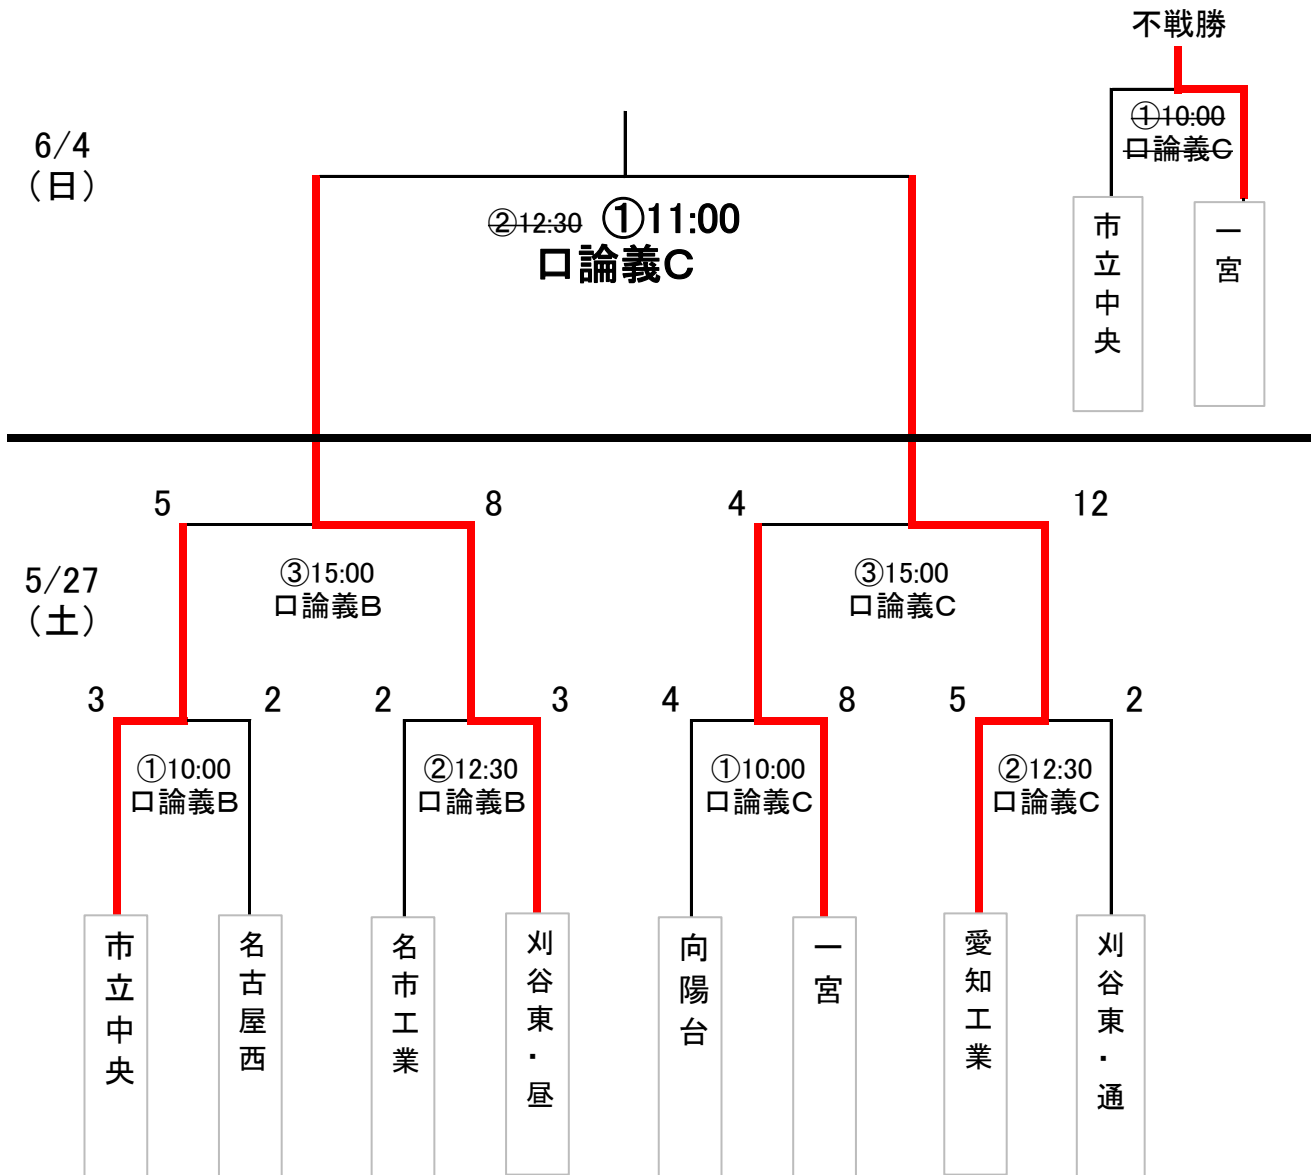 不戦勝
①10:00
口論義C
市立中央
一宮
6/4
(日)
②12:30 ①11:00
口論義C
5
8
4
12
5/27
(土)
③15:00
口論義B
③15:00
口論義C
3
2
2
3
4
8
5
2
①10:00
口論義B
②12:30
口論義B
①10:00
口論義C
②12:30
口論義C
市立中央
名古屋西
名市工業
刈谷東・昼
向陽台
一宮
愛知工業
刈谷東・通